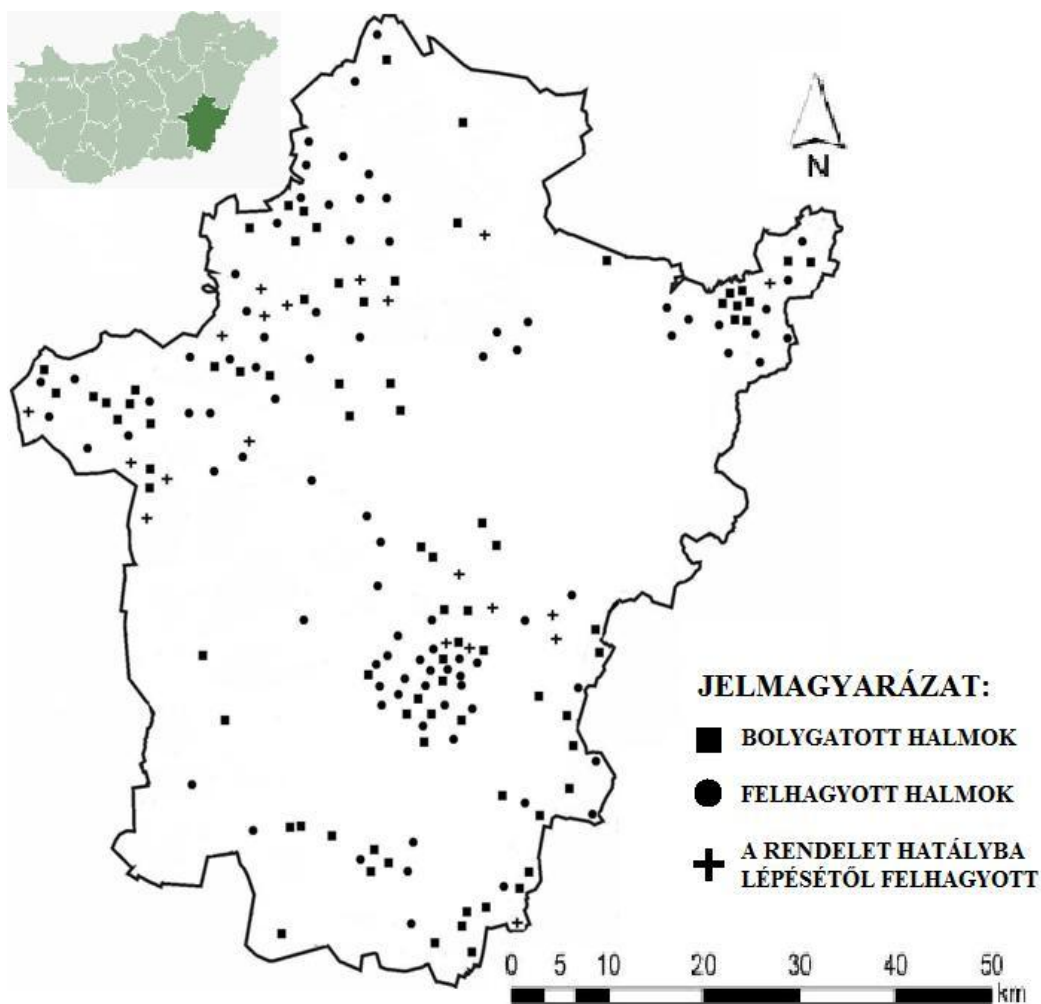 N
JELMAGYARÁZAT:
BOLYGATOTT HALMOK
FELHAGYOTT HALMOK
A RENDELET HATÁLYBA
LÉPÉSÉTŐL FELHAGYOTT
0 5 10 20 30 40 50
km